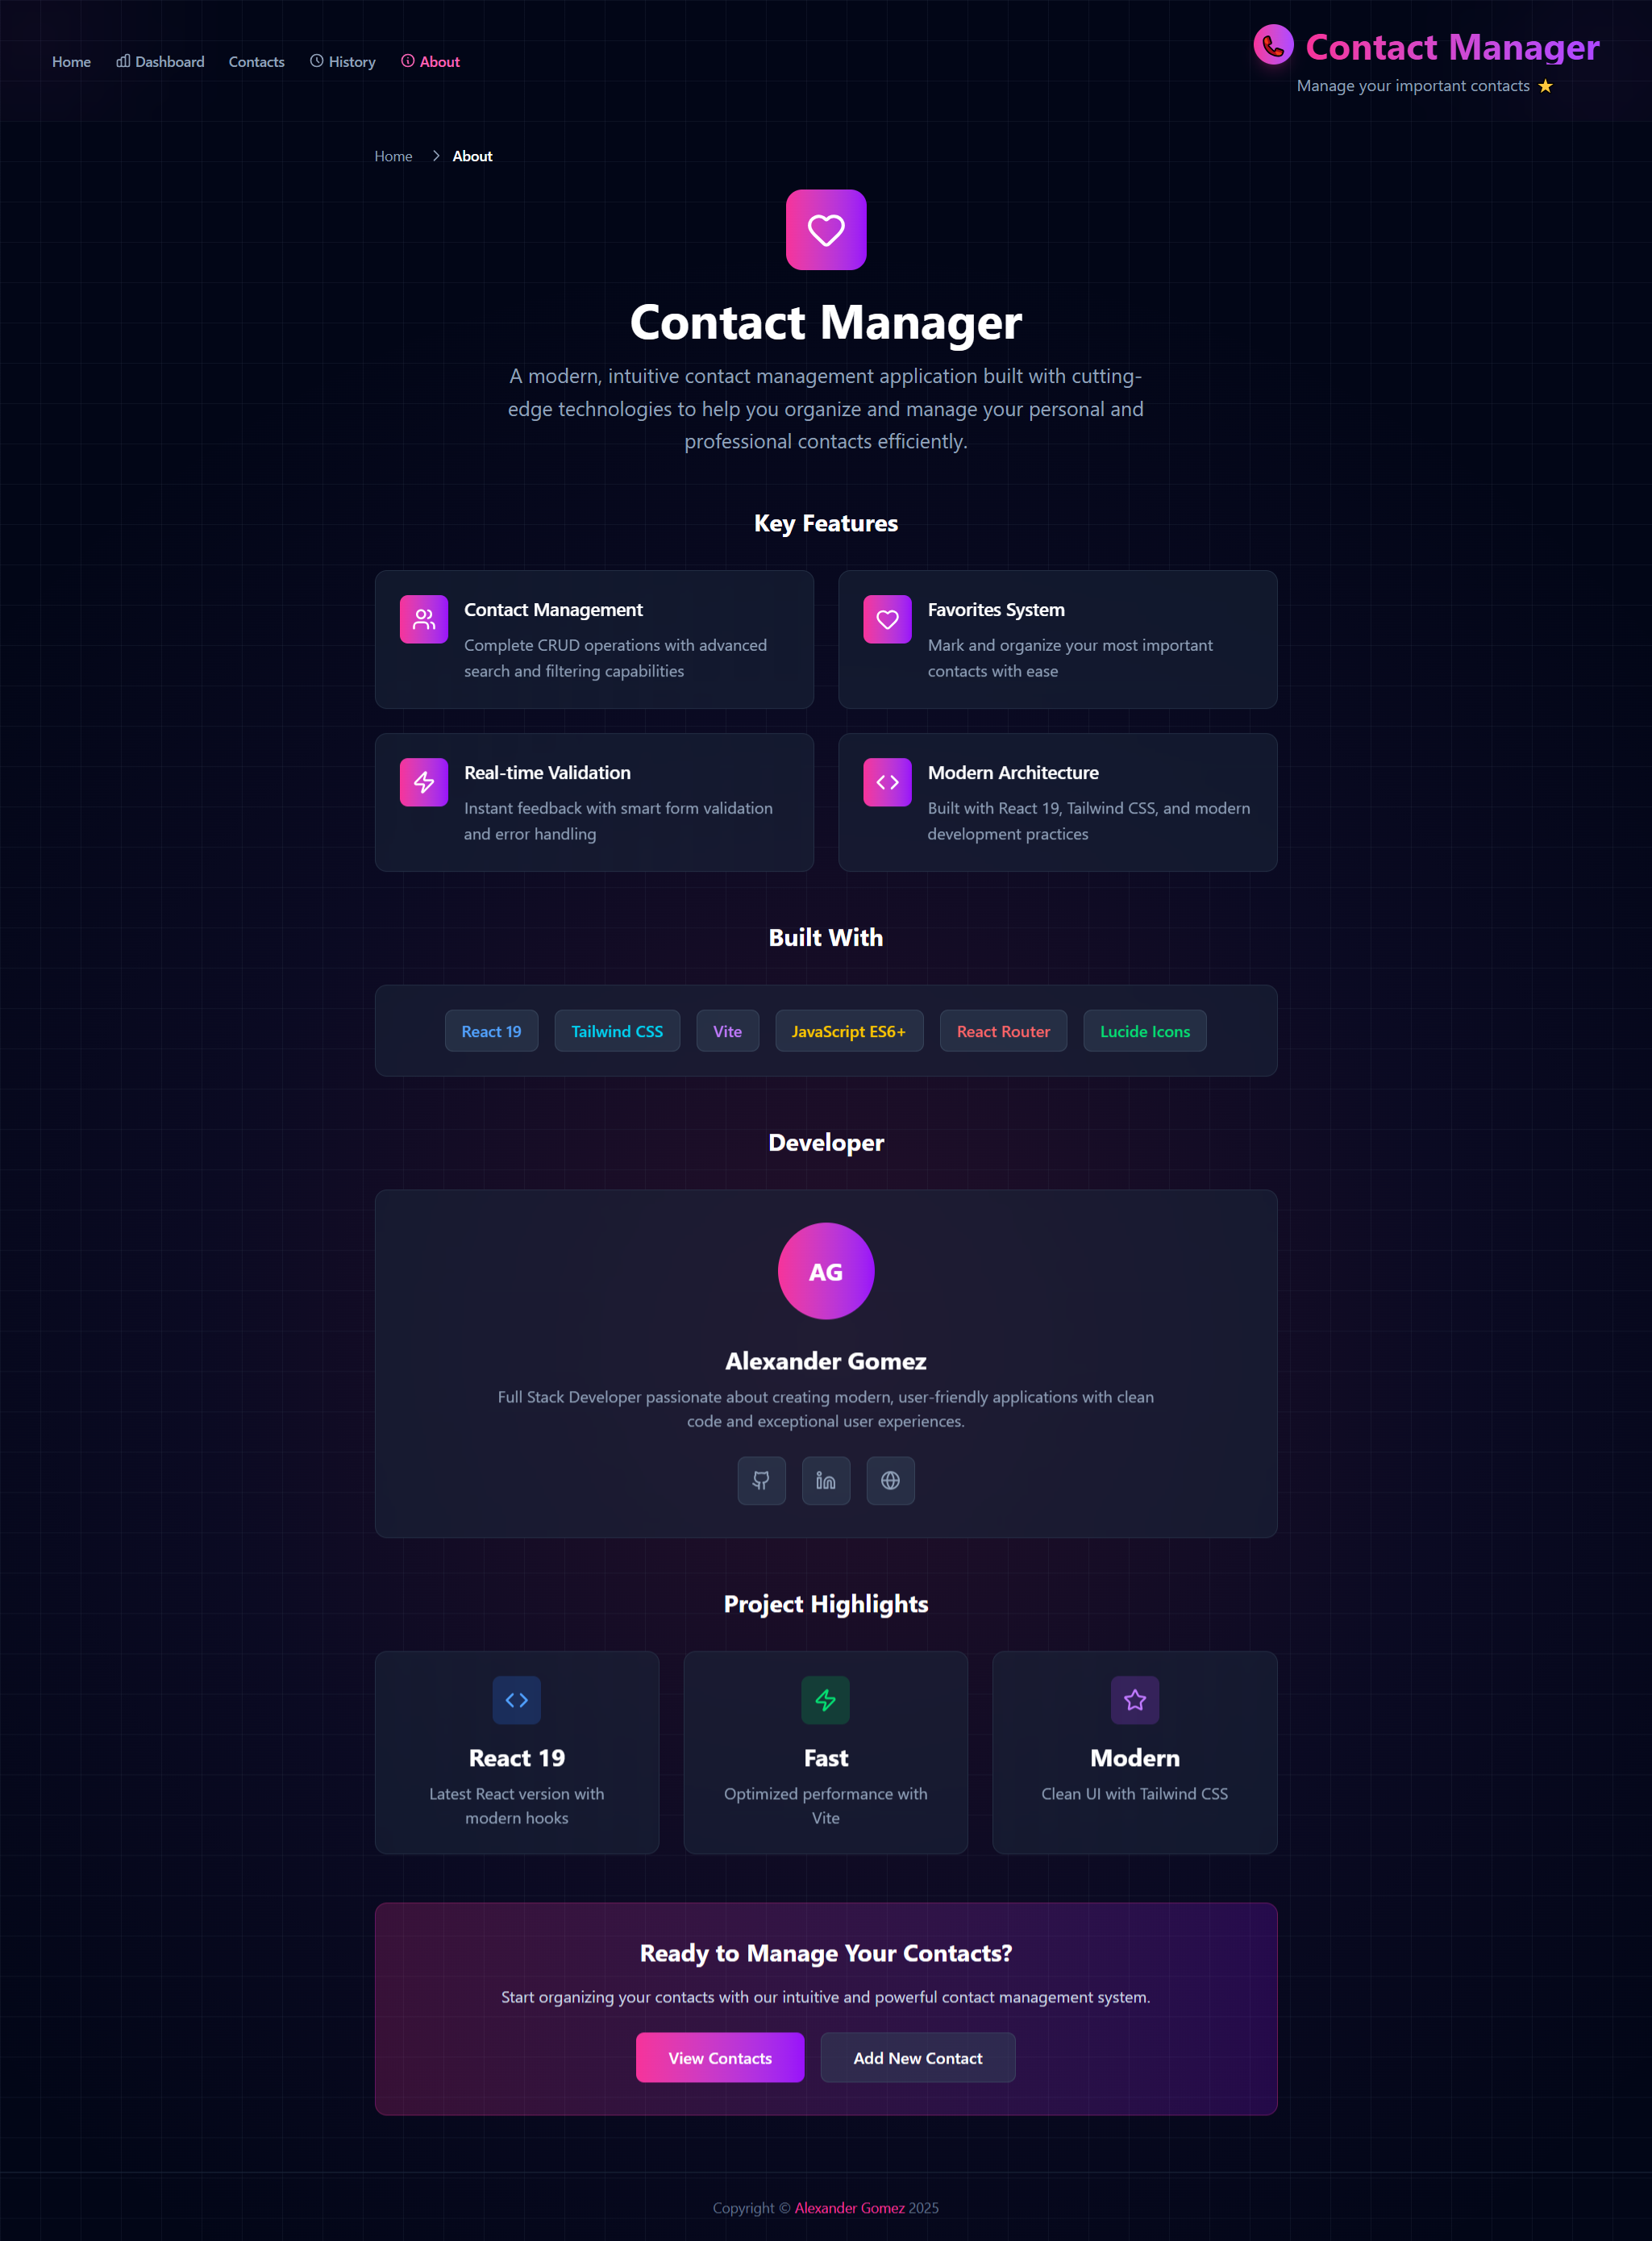 Home
Dashboard
Contacts
History
About
Contact Manager
Manage your important contacts
Home
About
Contact Manager
A modern, intuitive contact management application built with cutting-
edge technologies to help you organize and manage your personal and
professional contacts efficiently.
Key Features
Contact Management
Complete CRUD operations with advanced
search and filtering capabilities
Favorites System
Mark and organize your most important
contacts with ease
Real-time Validation
Instant feedback with smart form validation
and error handling
Modern Architecture
Built with React 19, Tailwind CSS, and modern
development practices
Built With
React 19
Tailwind CSS
Vite
JavaScript ES6+
React Router
Lucide Icons
Developer
AG
Alexander Gomez
Full Stack Developer passionate about creating modern, user-friendly applications with clean
code and exceptional user experiences.
Project Highlights
React 19
Latest React version with
modern hooks
Fast
Optimized performance with
Vite
Modern
Clean UI with Tailwind CSS
Ready to Manage Your Contacts?
Start organizing your contacts with our intuitive and powerful contact management system.
View Contacts
Add New Contact
Copyright © Alexander Gomez 2025